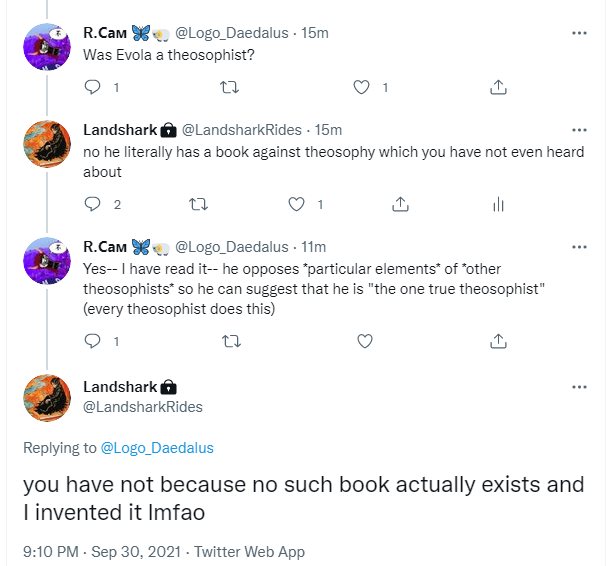 R.Cᴀᴍ 🦋🐑 @Logo_Daedalus · 15m
Was Evola a theosophist?
1 1
Landshark🔒 @LandsharkRides · 15m
no he literally has a book against theosophy which you have not even heard
about
2 1
R.Cᴀᴍ 🦋🐑 @Logo_Daedalus · 11m
Yes-- I have read it-- he opposes *particular elements* of *other
theosophists* so he can suggest that he is "the one true theosophist"
(every theosophist does this)
1
Landshark🔒
@LandsharkRides
Replying to @Logo_Daedalus
you have not because no such book actually exists and
I invented it lmfao
9:10 PM · Sep 30, 2021 · Twitter Web App